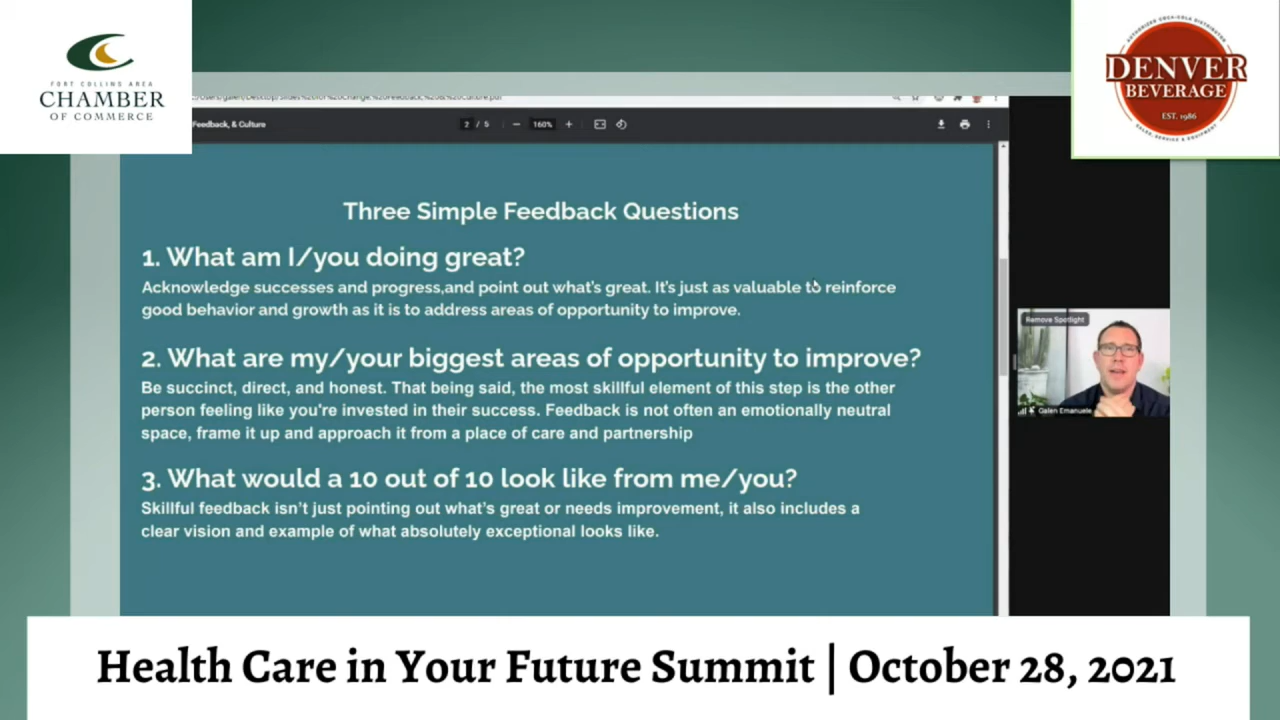 FORT COLLINS AREA
CHAMBER
OF COMMERCE
AUTHORIZED COCA-COLA DISTRIBUTOR
DENVER
BEVERAGE
EST. 1986
SALES, SERVICE & EQUIPMENT
Feedback, & Culture
2 / 5
160%
Three Simple Feedback Questions
1. What am I/you doing great?
Acknowledge successes and progress,and point out what's great. It's just as valuable to reinforce
good behavior and growth as it is to address areas of opportunity to improve.
2. What are my/your biggest areas of opportunity to improve?
Be succinct, direct, and honest. That being said, the most skillful element of this step is the other
person feeling like you're invested in their success. Feedback is not often an emotionally neutral
space, frame it up and approach it from a place of care and partnership
3. What would a 10 out of 10 look like from me/you?
Skillful feedback isn't just pointing out what's great or needs improvement, it also includes a
clear vision and example of what absolutely exceptional looks like.
Remove Spotlight
Galen Emanuele
Health Care in Your Future Summit | October 28, 2021